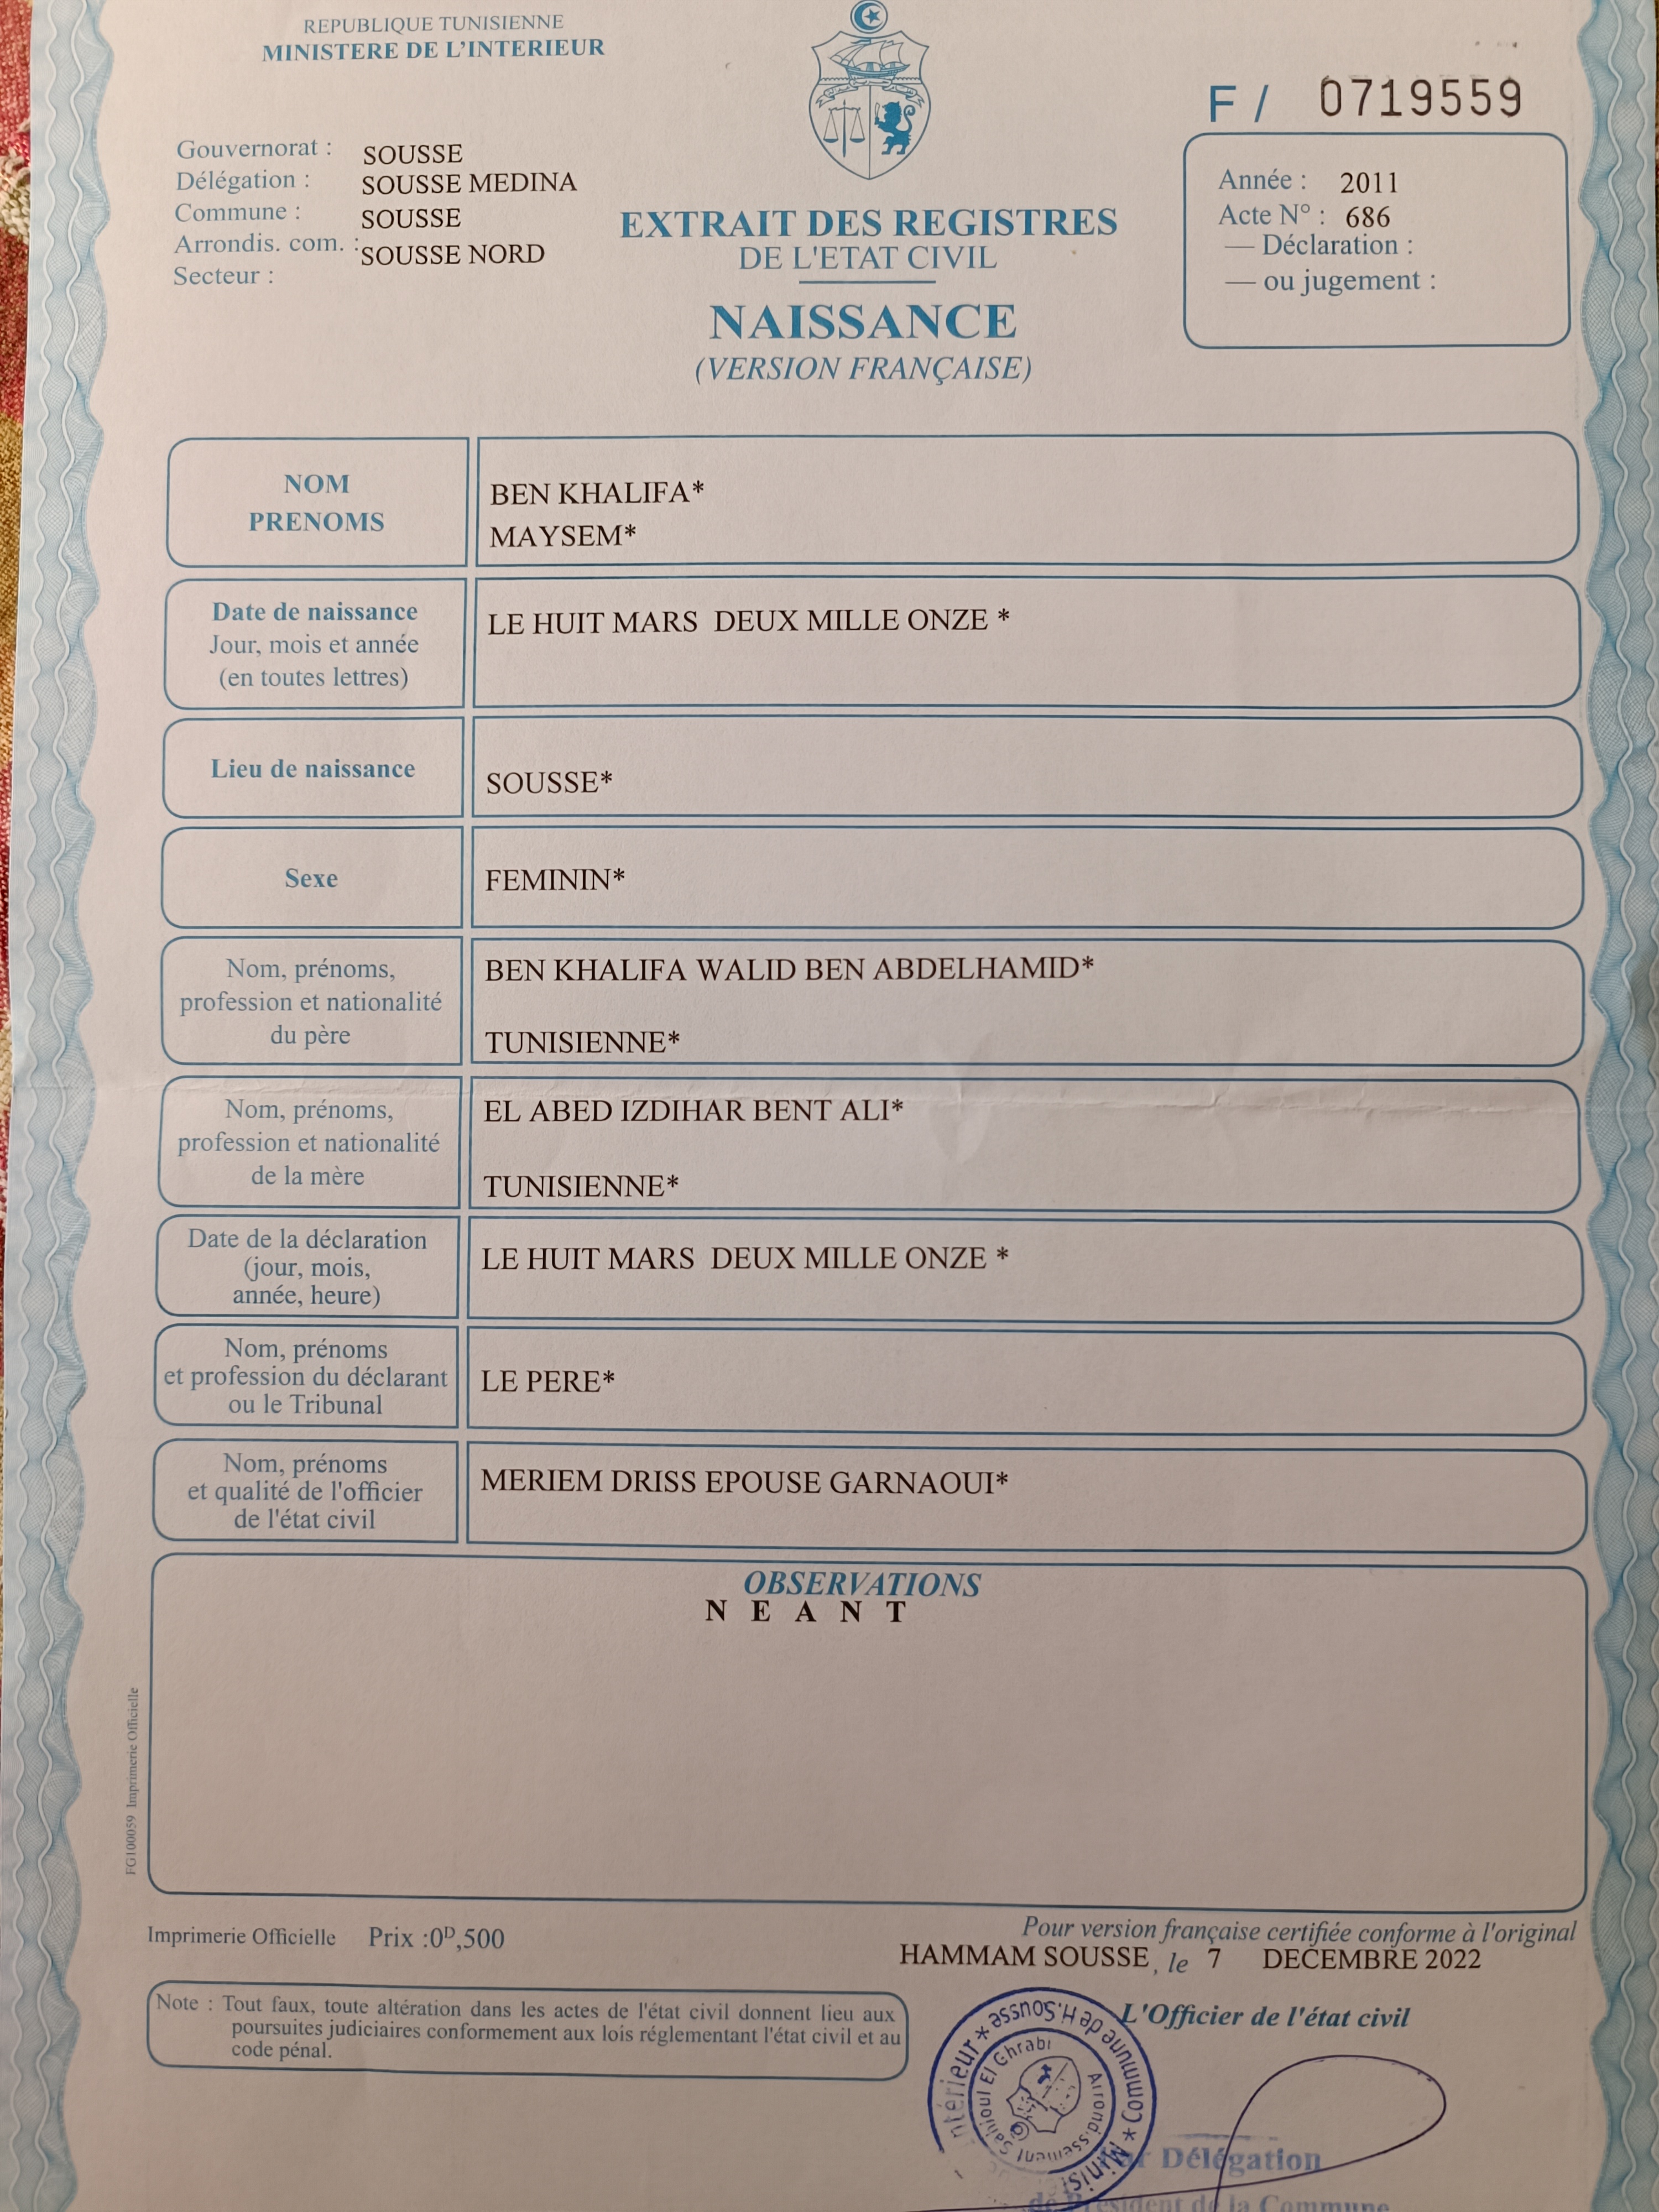 REPUBLIQUE TUNISIENNE
MINISTERE DE L'INTERIEUR
F / 0719559
Gouvernorat : SOUSSE
Délégation : SOUSSE MEDINA
Commune : SOUSSE
Arrondis. com. : SOUSSE NORD
Secteur :
EXTRAIT DES REGISTRES
DE L'ETAT CIVIL
NAISSANCE
(VERSION FRANÇAISE)
Année : 2011
Acte N° : 686
— Déclaration :
— ou jugement :
NOM
PRENOMS
BEN KHALIFA*
MAYSEM*
Date de naissance
Jour, mois et année
(en toutes lettres)
LE HUIT MARS DEUX MILLE ONZE *
Lieu de naissance
SOUSSE*
Sexe
FEMININ*
Nom, prénoms,
profession et nationalité
du père
BEN KHALIFA WALID BEN ABDELHAMID*
TUNISIENNE*
Nom, prénoms,
profession et nationalité
de la mère
EL ABED IZDIHAR BENT ALI*
TUNISIENNE*
Date de la déclaration
(jour, mois,
année, heure)
LE HUIT MARS DEUX MILLE ONZE *
Nom, prénoms
et profession du déclarant
ou le Tribunal
LE PERE*
Nom, prénoms
et qualité de l'officier
de l'état civil
MERIEM DRISS EPOUSE GARNAOUI*
OBSERVATIONS
N E A N T
FG100059 Imprimerie Officielle
Imprimerie Officielle Prix :0D,500
Pour version française certifiée conforme à l'original
HAMMAM SOUSSE, le 7 DECEMBRE 2022
Note : Tout faux, toute altération dans les actes de l'état civil donnent lieu aux
poursuites judiciaires conformement aux lois réglementant l'état civil et au
code pénal.
L'Officier de l'état civil
Commune de H.Sousse
Arrondissement Sahloul El Ghrabi
Délégation
Président de la Commune